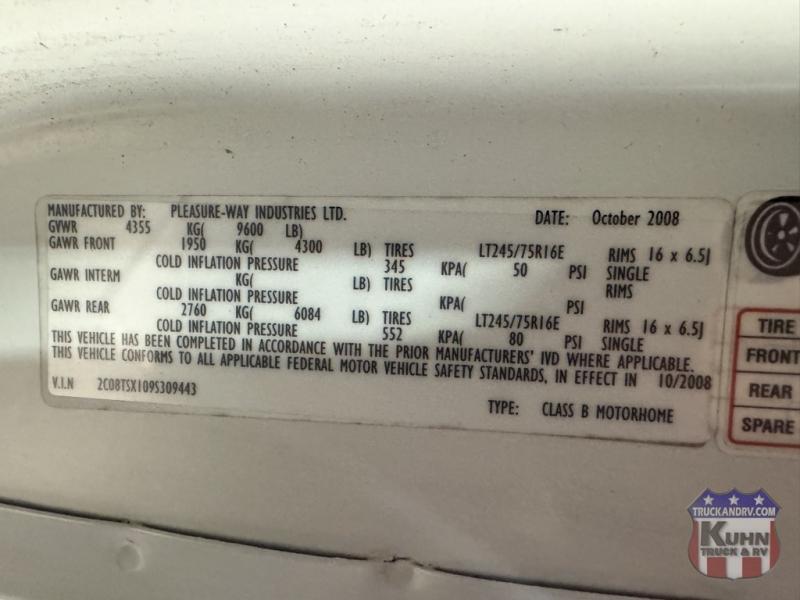 MANUFACTURED BY: PLEASURE-WAY INDUSTRIES LTD. DATE: October 2008
GVWR 4355 KG( 9600 LB)
GAWR FRONT 1950 KG( 4300 LB) TIRES LT245/75R16E RIMS 16 x 6.5J
COLD INFLATION PRESSURE 345 KPA( 50 PSI SINGLE
GAWR INTERM KG( LB) TIRES RIMS
COLD INFLATION PRESSURE KPA( PSI
GAWR REAR 2760 KG( 6084 LB) TIRES LT245/75R16E RIMS 16 x 6.5J
COLD INFLATION PRESSURE 552 KPA( 80 PSI SINGLE
THIS VEHICLE HAS BEEN COMPLETED IN ACCORDANCE WITH THE PRIOR MANUFACTURERS' IVD WHERE APPLICABLE.
THIS VEHICLE CONFORMS TO ALL APPLICABLE FEDERAL MOTOR VEHICLE SAFETY STANDARDS, IN EFFECT IN 10/2008
V.I.N 2C08TSX109S309443
TYPE: CLASS B MOTORHOME
TIRE
FRONT
REAR
SPARE
TRUCKANDRV.COM
KUHN
TRUCK & RV